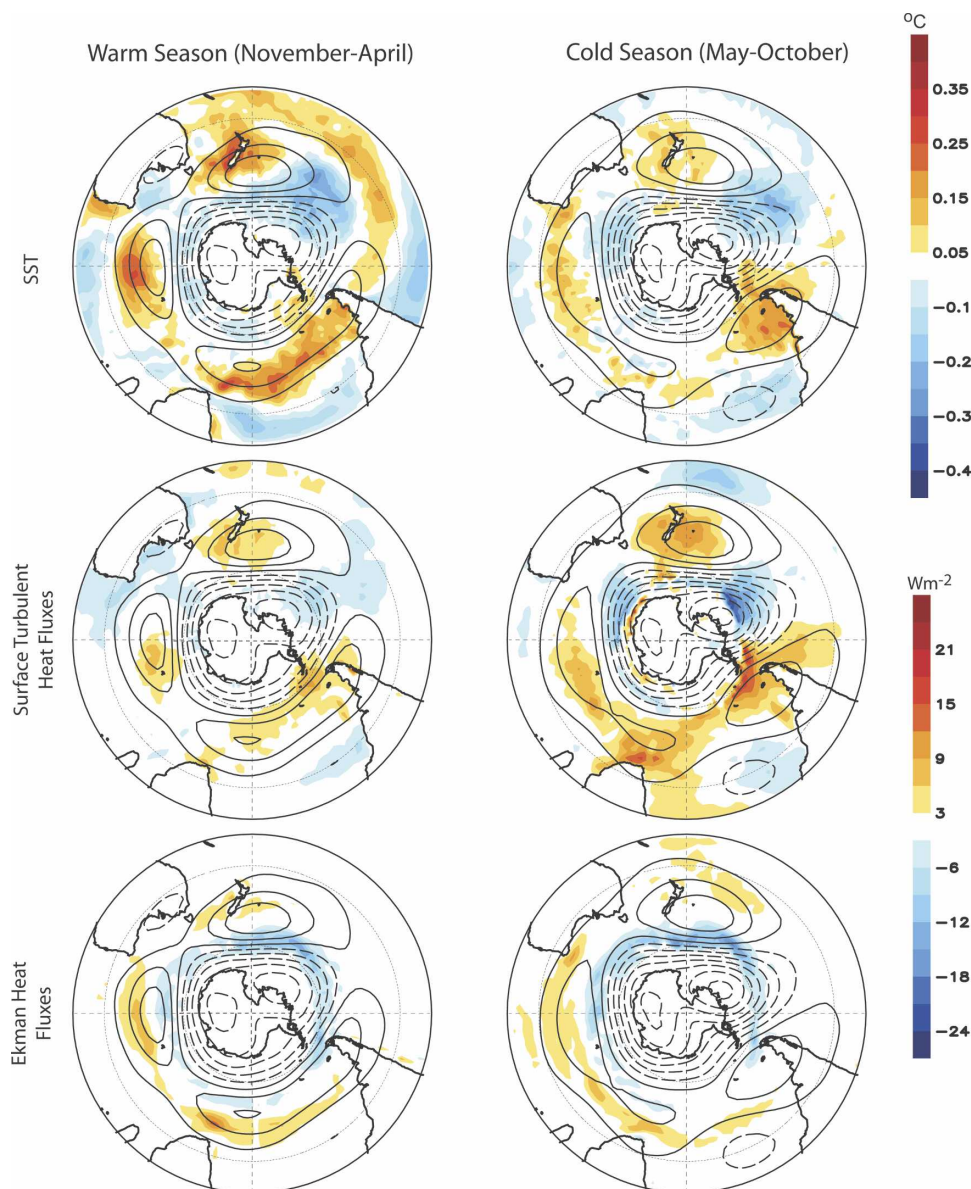 Warm Season (November-April)
Cold Season (May-October)
°C
0.35
0.25
0.15
0.05
-0.1
-0.2
-0.3
-0.4
SST
Surface Turbulent
Heat Fluxes
Wm-2
21
15
9
3
-6
-12
-18
-24
Ekman Heat
Fluxes